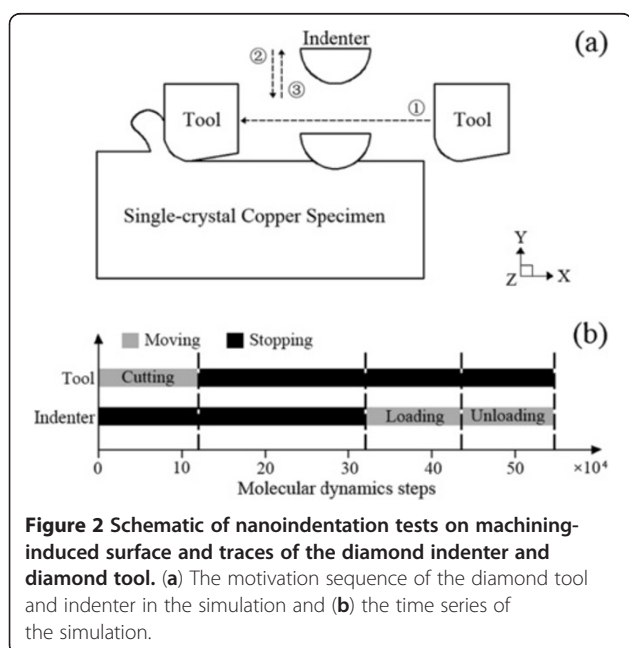 Indenter
(a)
②
③
①
Tool
Tool
Single-crystal Copper Specimen
Y
Z
X
(b)
Moving
Stopping
Tool
Cutting
Indenter
Loading
Unloading
0
10
20
30
40
50
×10⁴
Molecular dynamics steps
Figure 2 Schematic of nanoindentation tests on machining-
induced surface and traces of the diamond indenter and
diamond tool. (a) The motivation sequence of the diamond tool
and indenter in the simulation and (b) the time series of
the simulation.